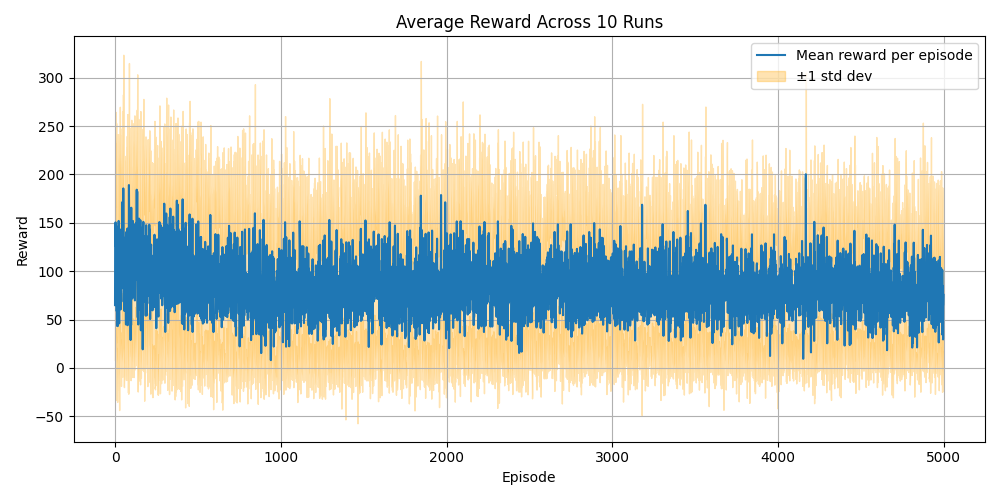 Average Reward Across 10 Runs
Mean reward per episode
±1 std dev
Reward
300
250
200
150
100
50
0
−50
0
1000
2000
3000
4000
5000
Episode